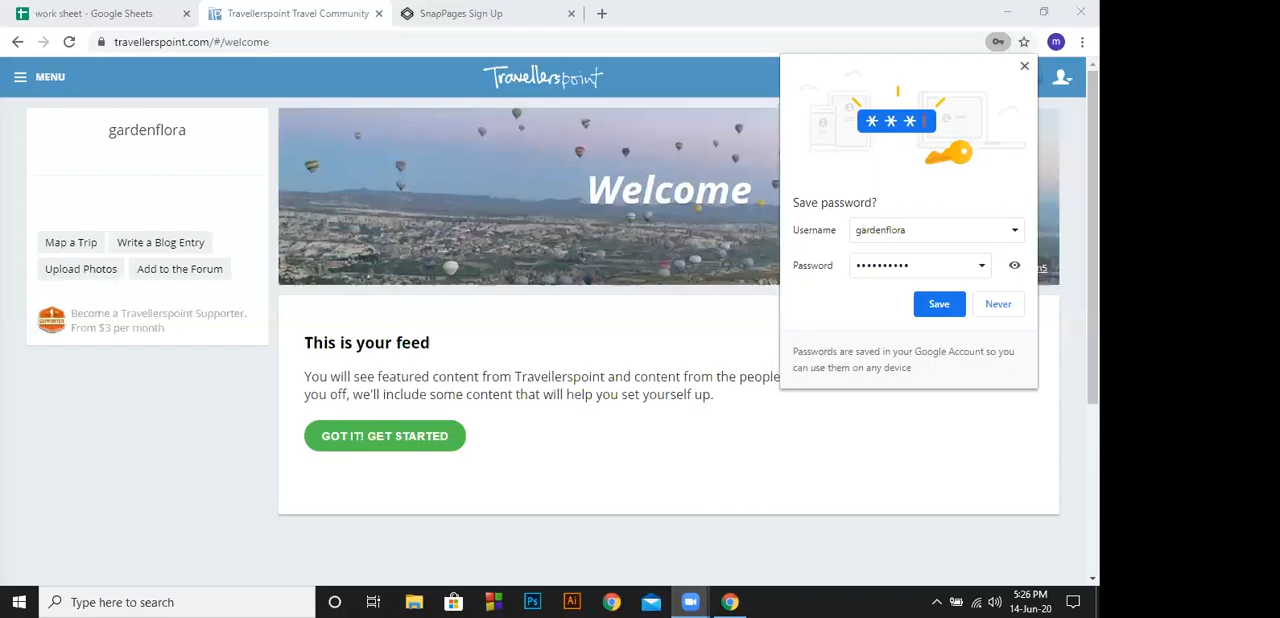 work sheet - Google Sheets
Travellerspoint Travel Community
SnapPages Sign Up
travellerspoint.com/#/welcome
m
MENU
Travellerspoint
gardenflora
Map a Trip
Write a Blog Entry
Upload Photos
Add to the Forum
1
SUPPORTER
Become a Travellerspoint Supporter.
From $3 per month
Welcome
This is your feed
You will see featured content from Travellerspoint and content from the people
you off, we'll include some content that will help you set yourself up.
GOT IT! GET STARTED
***!
Save password?
Username
gardenflora
Password
••••••••••
Save
Never
Passwords are saved in your Google Account so you
can use them on any device
Type here to search
Ps
Ai
5:26 PM
14-Jun-20